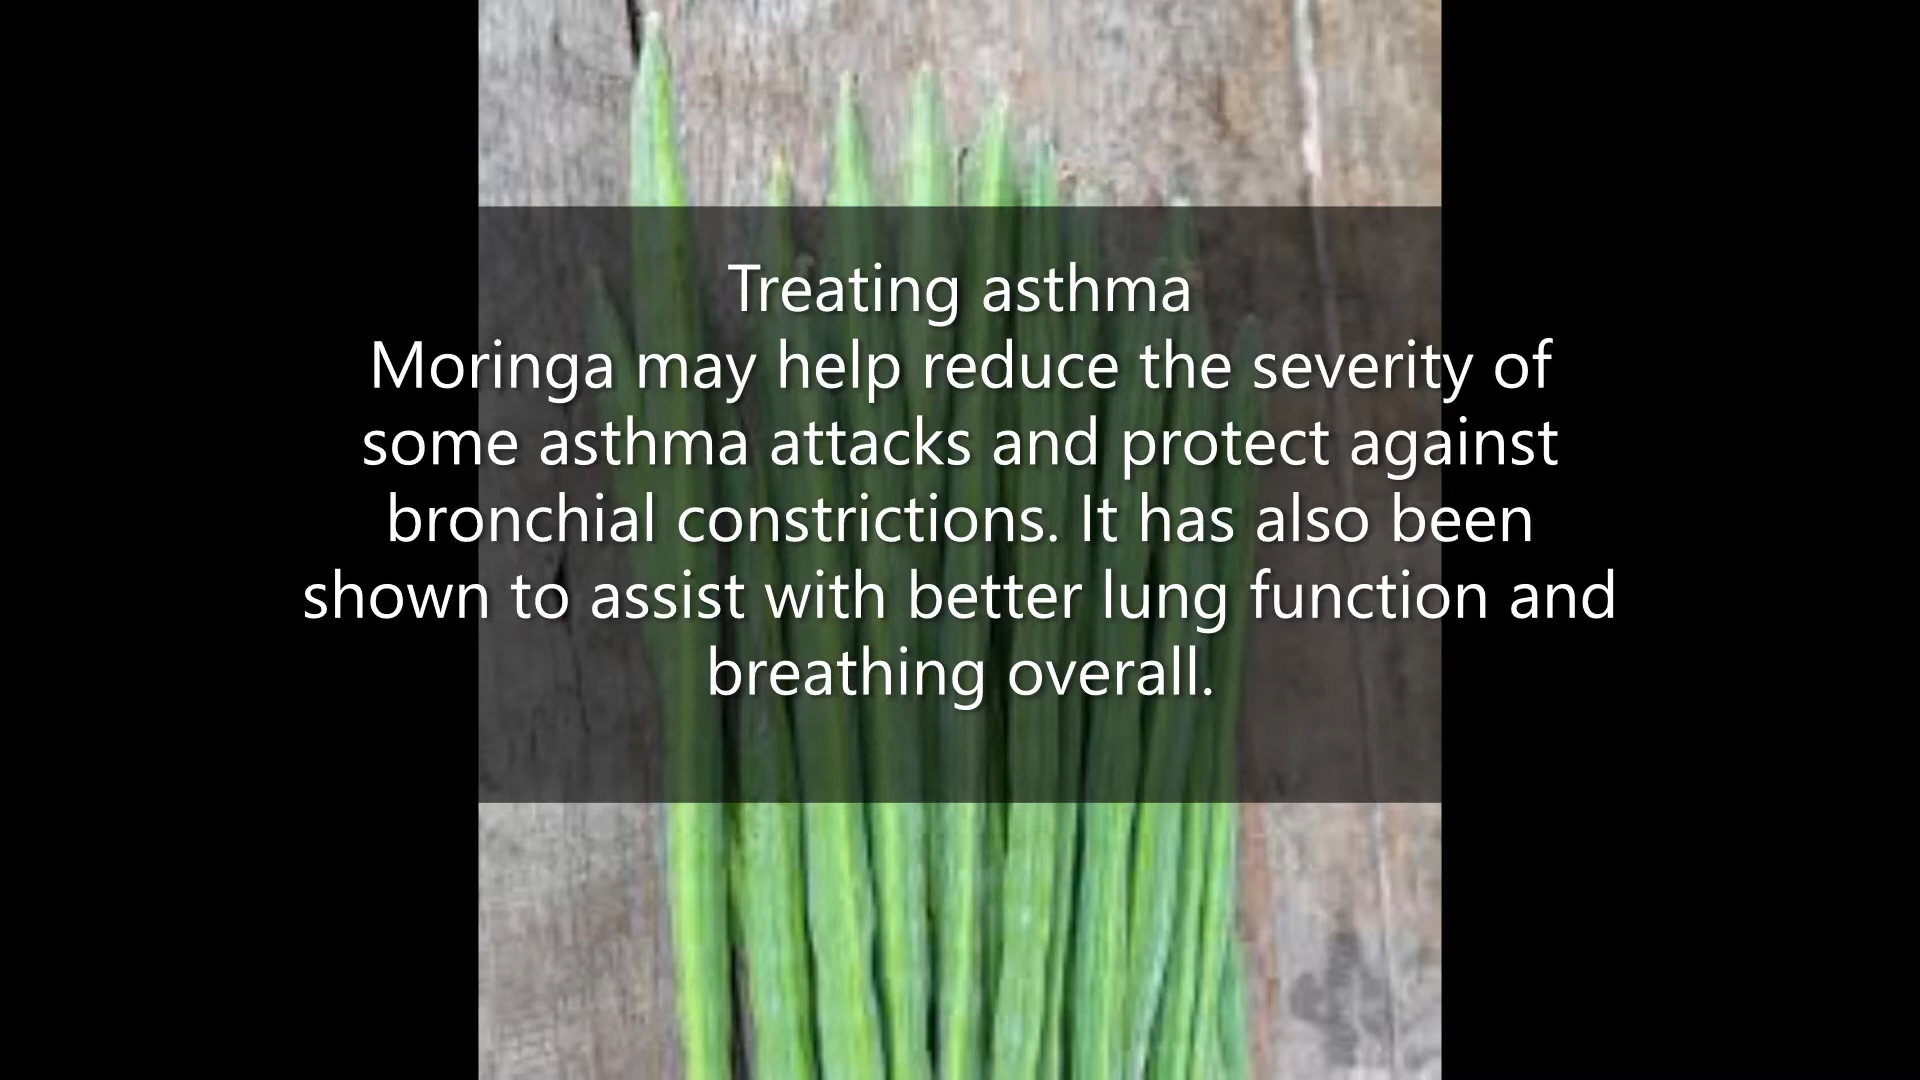 Treating asthma
Moringa may help reduce the severity of
some asthma attacks and protect against
bronchial constrictions. It has also been
shown to assist with better lung function and
breathing overall.